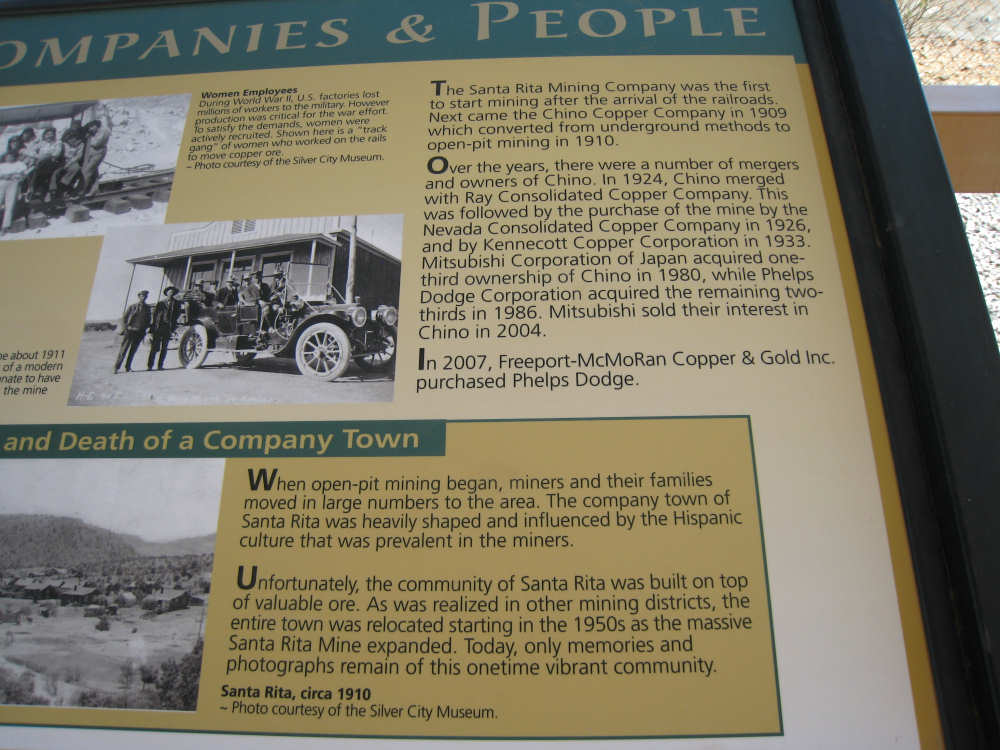 COMPANIES & PEOPLE
Women Employees
During World War II, U.S. factories lost
millions of workers to the military. However
production was critical for the war effort.
To satisfy the demands, women were
actively recruited. Shown here is a "track
gang" of women who worked on the rails
to move copper ore.
~ Photo courtesy of the Silver City Museum.
The Santa Rita Mining Company was the first
to start mining after the arrival of the railroads.
Next came the Chino Copper Company in 1909
which converted from underground methods to
open-pit mining in 1910.
Over the years, there were a number of mergers
and owners of Chino. In 1924, Chino merged
with Ray Consolidated Copper Company. This
was followed by the purchase of the mine by the
Nevada Consolidated Copper Company in 1926,
and by Kennecott Copper Corporation in 1933.
Mitsubishi Corporation of Japan acquired one-
third ownership of Chino in 1980, while Phelps
Dodge Corporation acquired the remaining two-
thirds in 1986. Mitsubishi sold their interest in
Chino in 2004.
In 2007, Freeport-McMoRan Copper & Gold Inc.
purchased Phelps Dodge.
about 1911
of a modern
to have
the mine
and Death of a Company Town
When open-pit mining began, miners and their families
moved in large numbers to the area. The company town of
Santa Rita was heavily shaped and influenced by the Hispanic
culture that was prevalent in the miners.
Unfortunately, the community of Santa Rita was built on top
of valuable ore. As was realized in other mining districts, the
entire town was relocated starting in the 1950s as the massive
Santa Rita Mine expanded. Today, only memories and
photographs remain of this onetime vibrant community.
Santa Rita, circa 1910
~ Photo courtesy of the Silver City Museum.